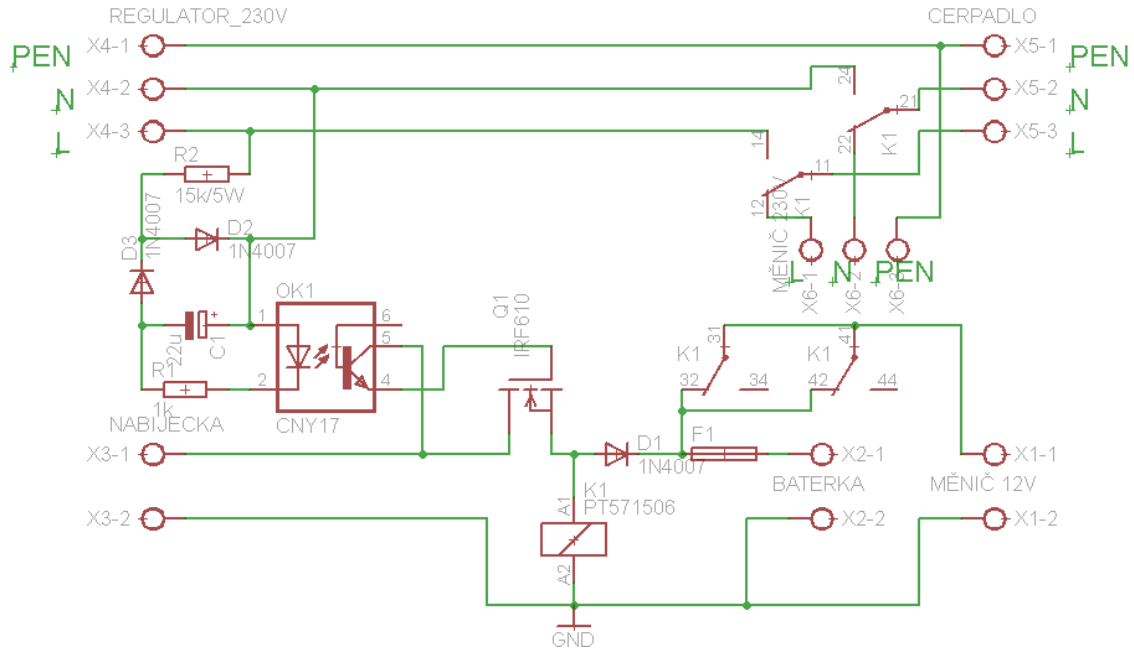 REGULATOR_230V
CERPADLO
PEN
X4-1
X5-1
PEN
N
X4-2
24
21
X5-2
N
L
X4-3
14
22
K1
X5-3
L
R2
15k/5W
11
12
K1
D3
1N4007
D2
1N4007
MĚNIČ 230V
L
N
PEN
X6-1
X6-2
X6-3
OK1
Q1
IRF610
22u
+
C1
1
6
5
2
4
CNY17
R1
1k
K1
31
32
34
K1
41
42
44
NABIJECKA
X3-1
D1
1N4007
F1
X2-1
X1-1
BATERKA
MĚNIČ 12V
X3-2
K1
PT571506
A1
A2
X2-2
X1-2
GND